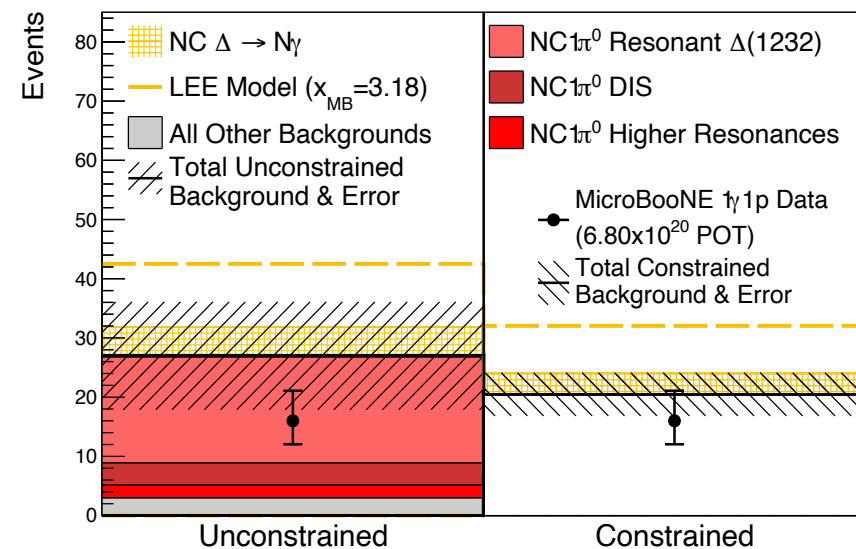 Events
80
70
60
50
40
30
20
10
0
NC Δ → Nγ
LEE Model (x_MB=3.18)
All Other Backgrounds
Total Unconstrained
Background & Error
NC1π⁰ Resonant Δ(1232)
NC1π⁰ DIS
NC1π⁰ Higher Resonances
MicroBooNE 1γ1p Data
(6.80x10²⁰ POT)
Total Constrained
Background & Error
Unconstrained
Constrained